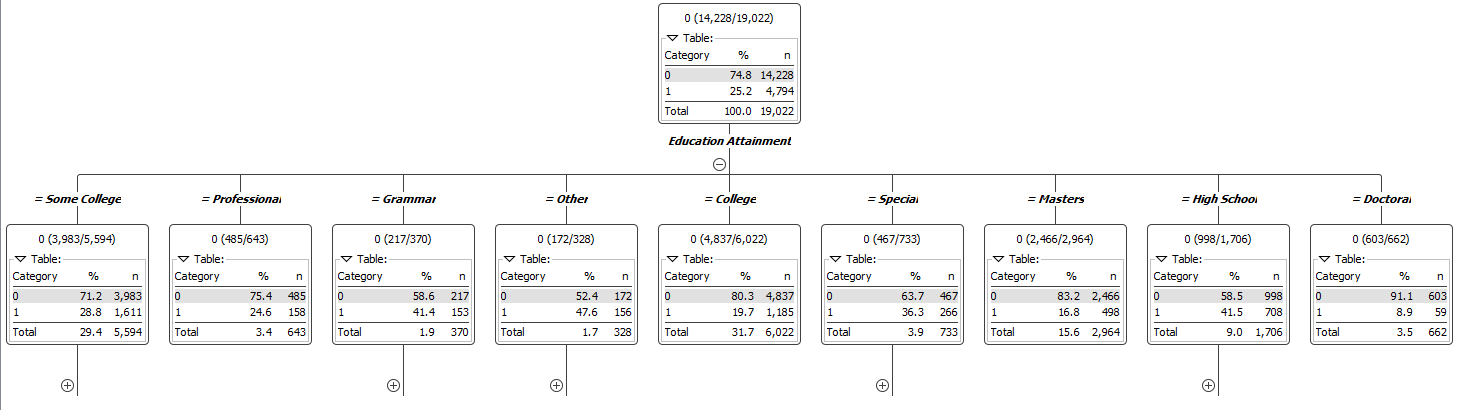 0 (14,228/19,022)
Table:
Category % n
0 74.8 14,228
1 25.2 4,794
Total 100.0 19,022
Education Attainment
= Some College = Professional = Grammar = Other = College = Special = Masters = High School = Doctoral
0 (3,983/5,594) 0 (485/643) 0 (217/370) 0 (172/328) 0 (4,837/6,022) 0 (467/733) 0 (2,466/2,964) 0 (998/1,706) 0 (603/662)
Table: Table: Table: Table: Table: Table: Table: Table: Table:
Category % n Category % n Category % n Category % n Category % n Category % n Category % n Category % n Category % n
0 71.2 3,983 0 75.4 485 0 58.6 217 0 52.4 172 0 80.3 4,837 0 63.7 467 0 83.2 2,466 0 58.5 998 0 91.1 603
1 28.8 1,611 1 24.6 158 1 41.4 153 1 47.6 156 1 19.7 1,185 1 36.3 266 1 16.8 498 1 41.5 708 1 8.9 59
Total 29.4 5,594 Total 3.4 643 Total 1.9 370 Total 1.7 328 Total 31.7 6,022 Total 3.9 733 Total 15.6 2,964 Total 9.0 1,706 Total 3.5 662